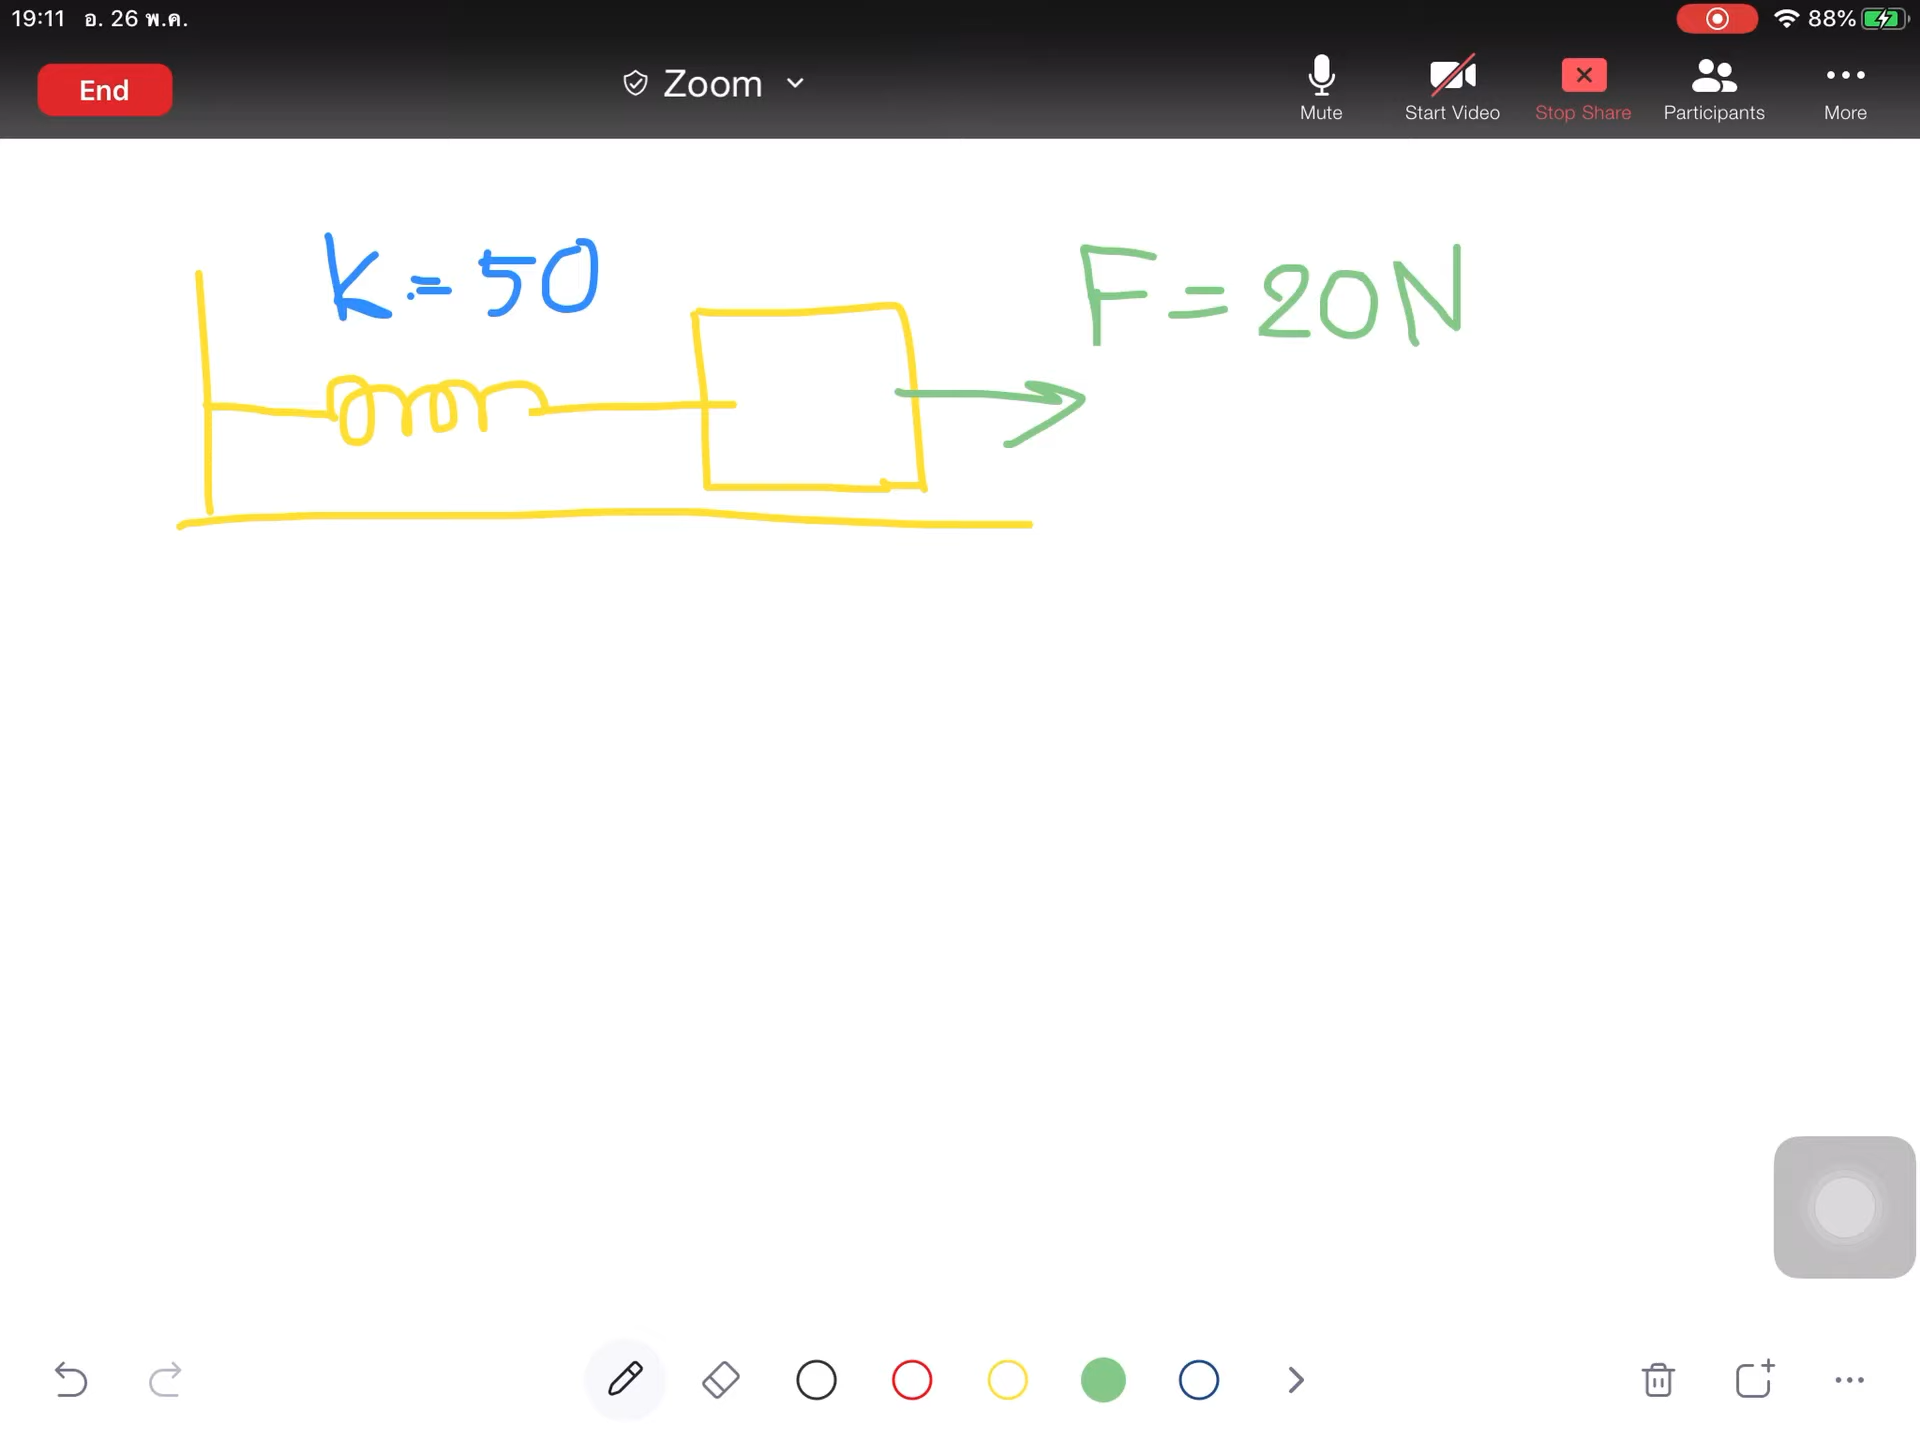 19:11 อ. 26 พ.ค. 88%
End Zoom Mute Start Video Stop Share Participants More
K = 50
F = 20N